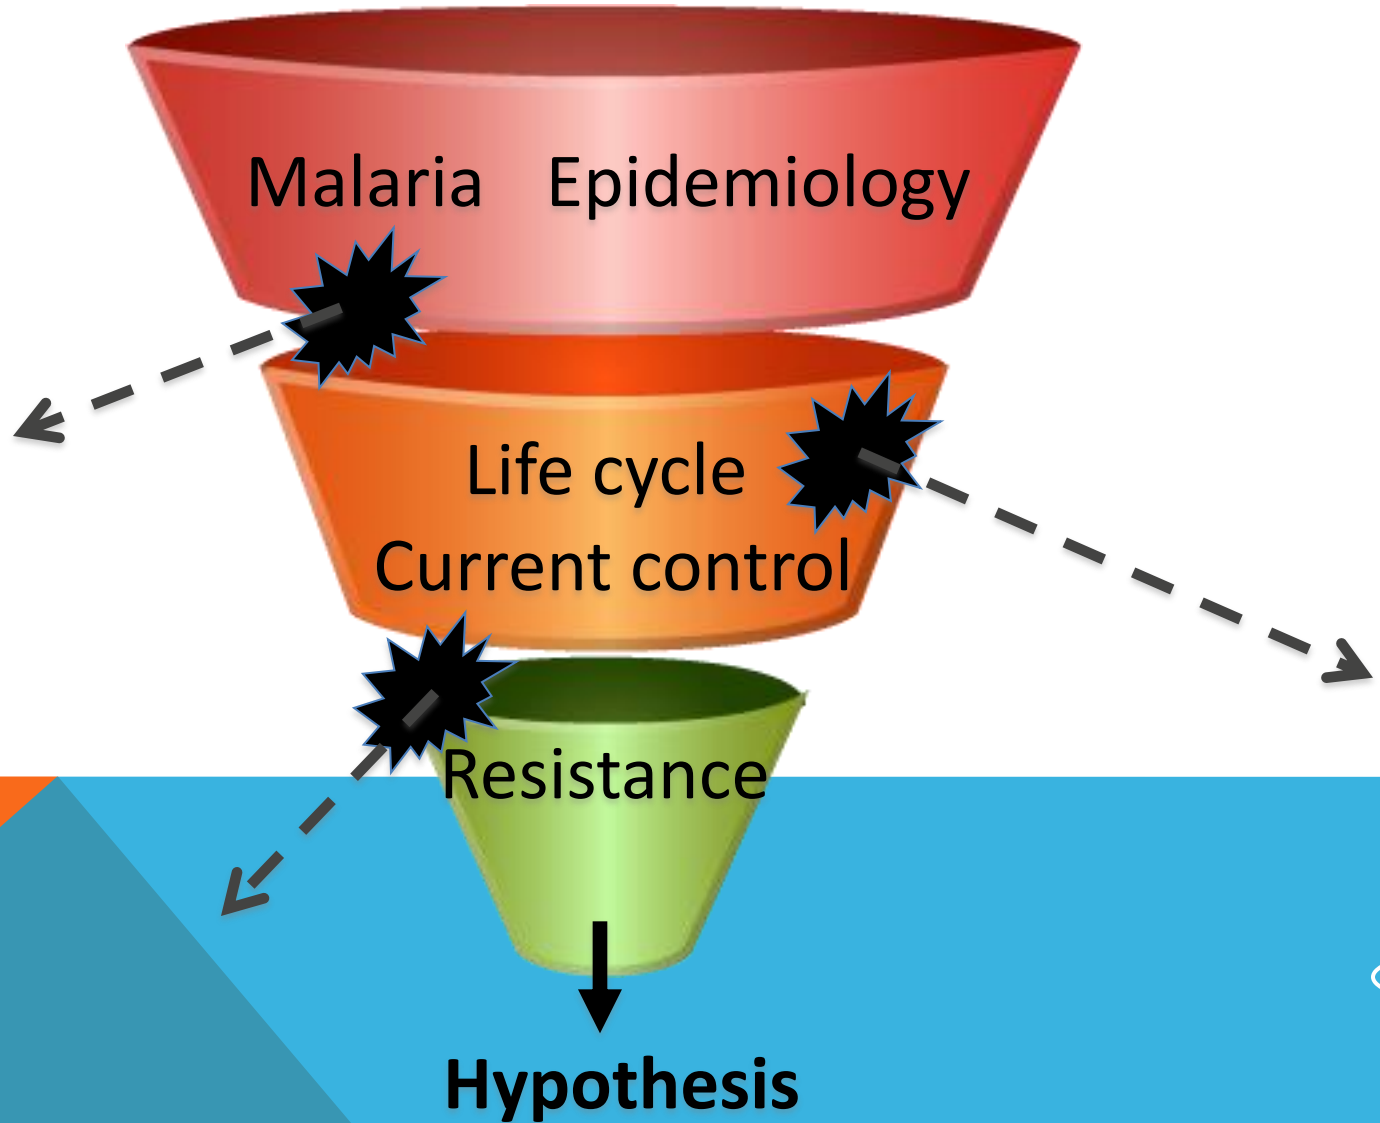 Malaria Epidemiology
Life cycle
Current control
Resistance
Hypothesis